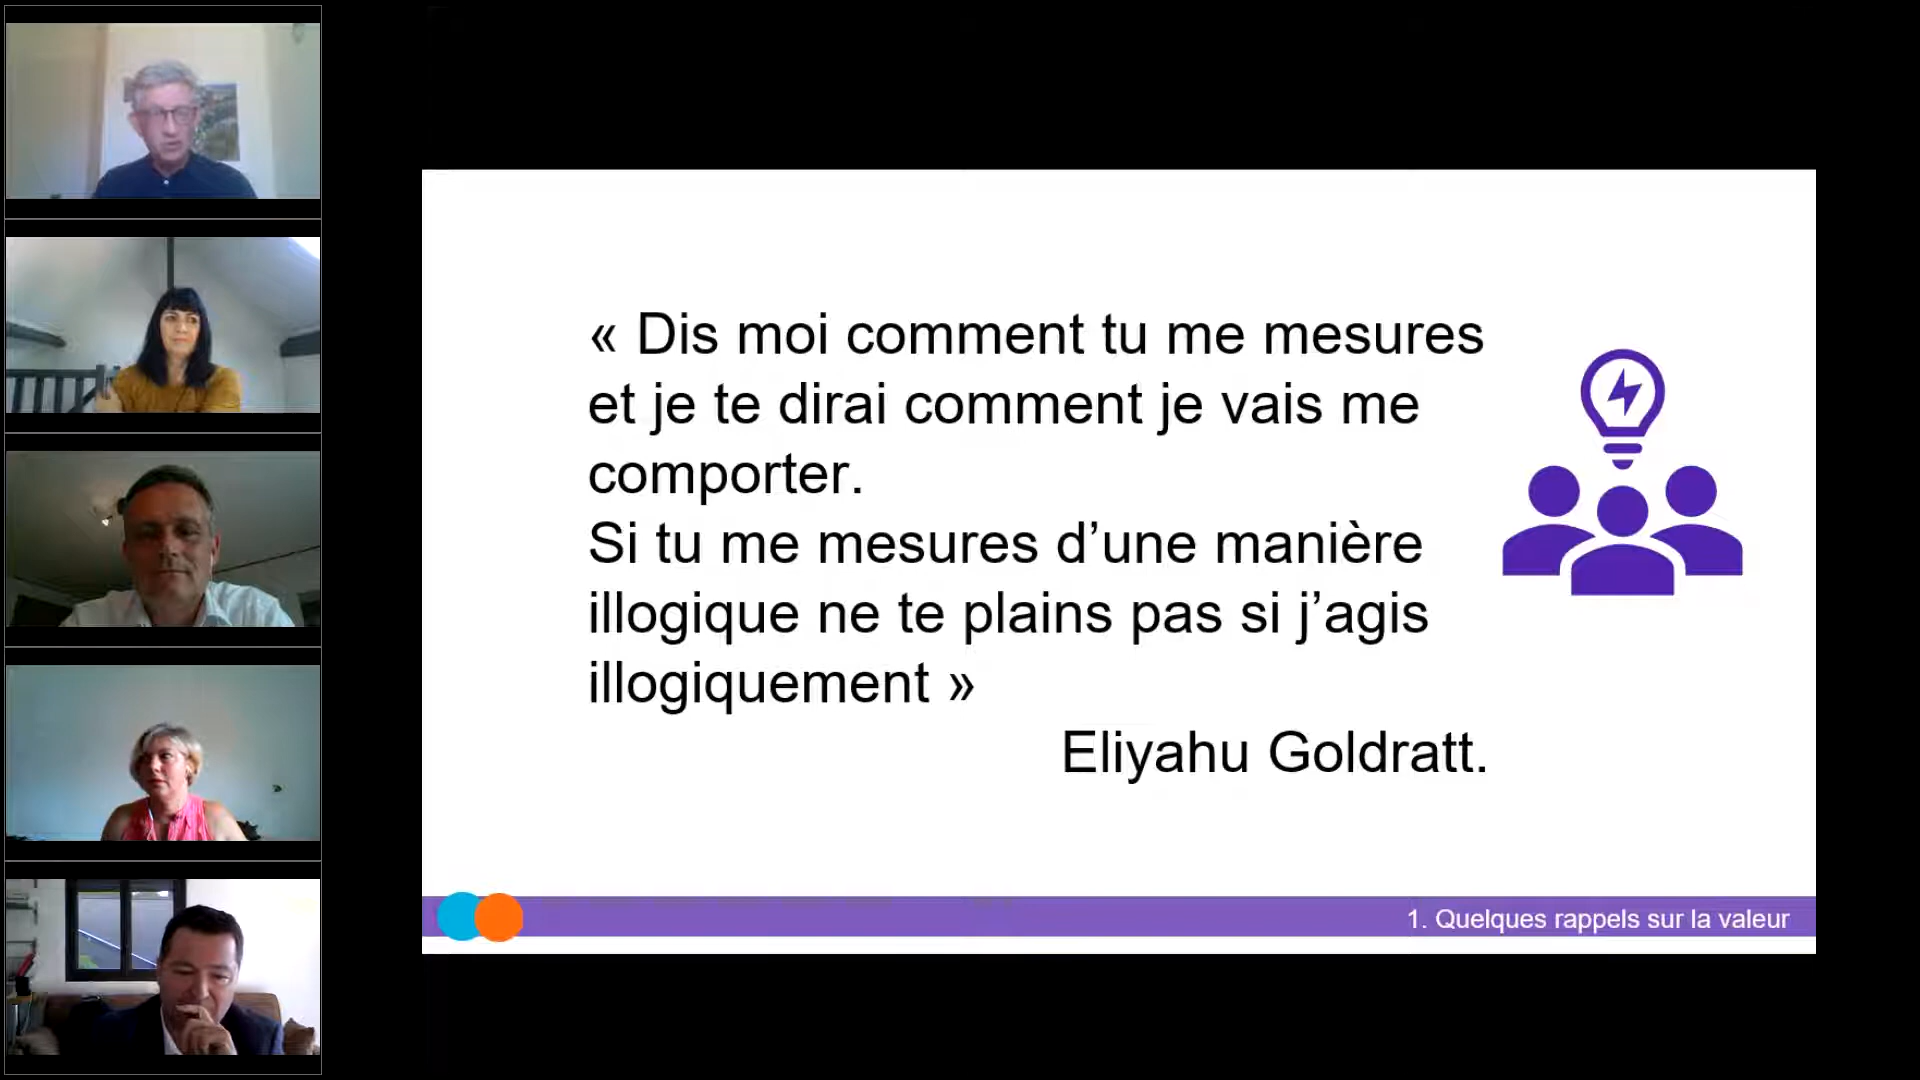 « Dis moi comment tu me mesures
et je te dirai comment je vais me
comporter.
Si tu me mesures d’une manière
illogique ne te plains pas si j’agis
illogiquement »
Eliyahu Goldratt.
1. Quelques rappels sur la valeur